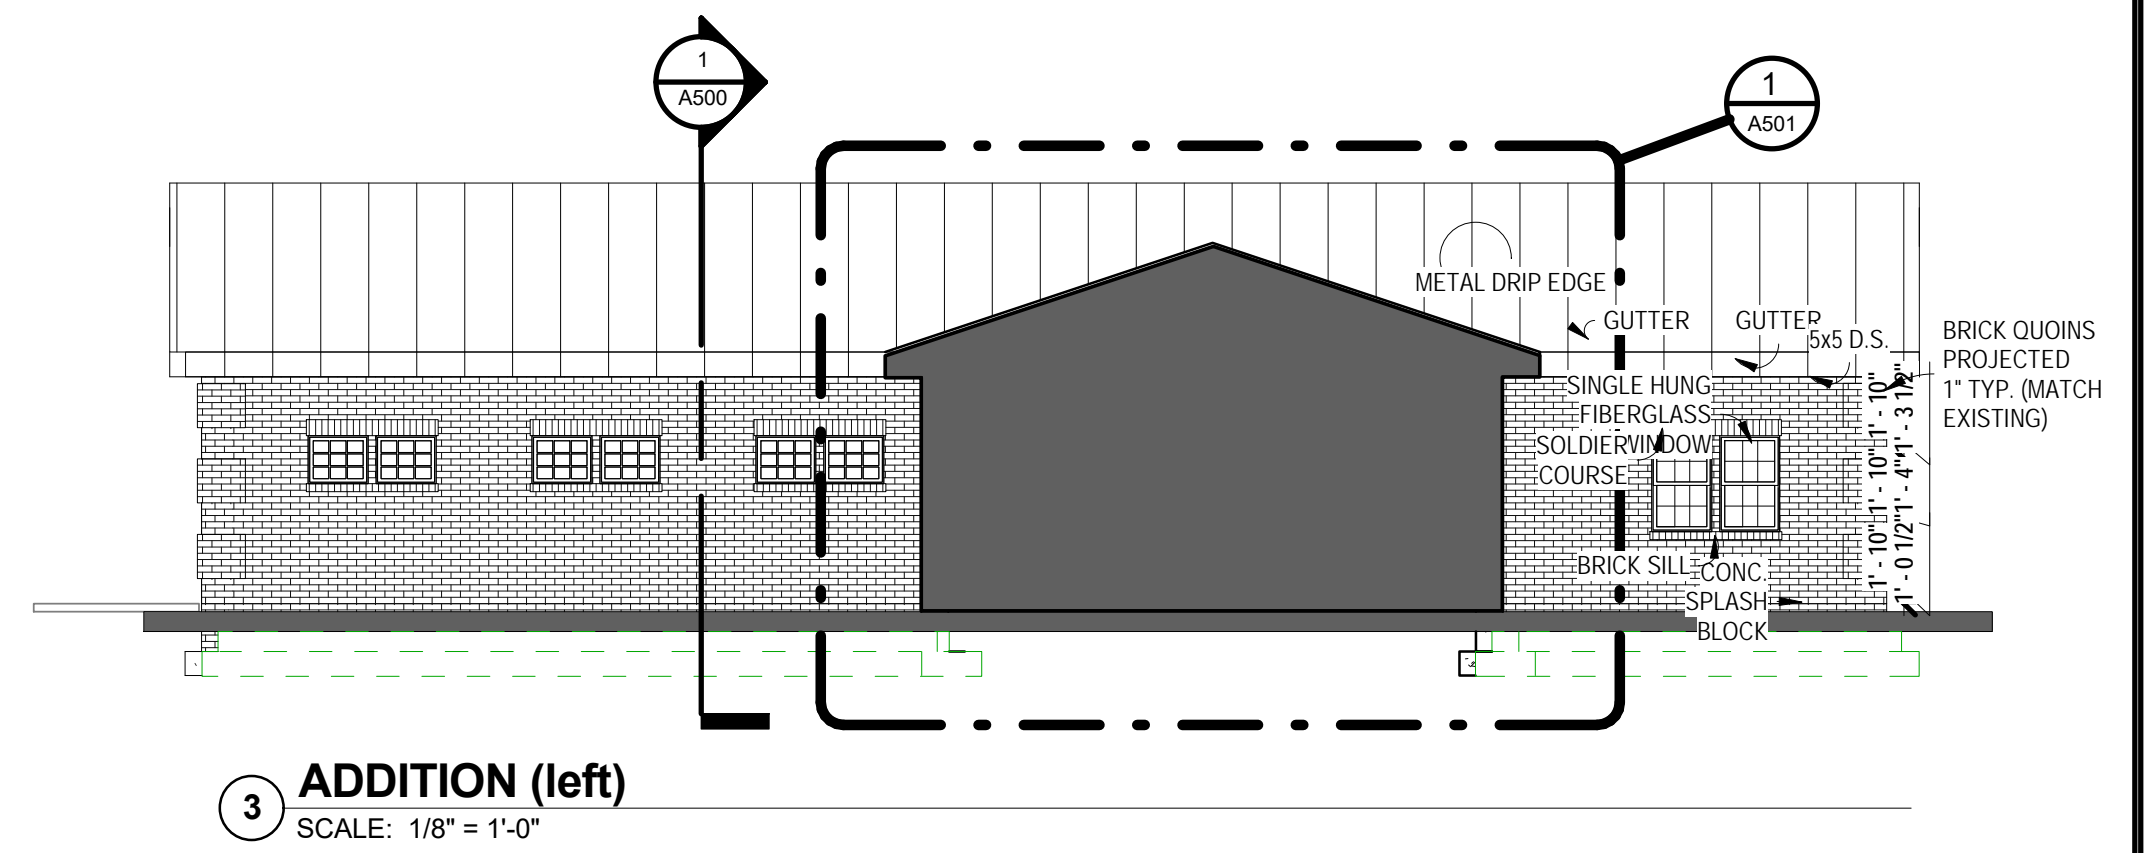 1
A500
1
A501
METAL DRIP EDGE
GUTTER
GUTTER
5x5 D.S.
BRICK QUOINS
PROJECTED
1" TYP. (MATCH
EXISTING)
SINGLE HUNG
FIBERGLASS
WINDOW
SOLDIER
COURSE
1' - 10"
1' - 10"
1' - 10"
1' - 3 1/2"
1' - 4"
1' - 0 1/2"
BRICK SILL
CONC.
SPLASH
BLOCK
3
ADDITION (left)
SCALE: 1/8" = 1'-0"